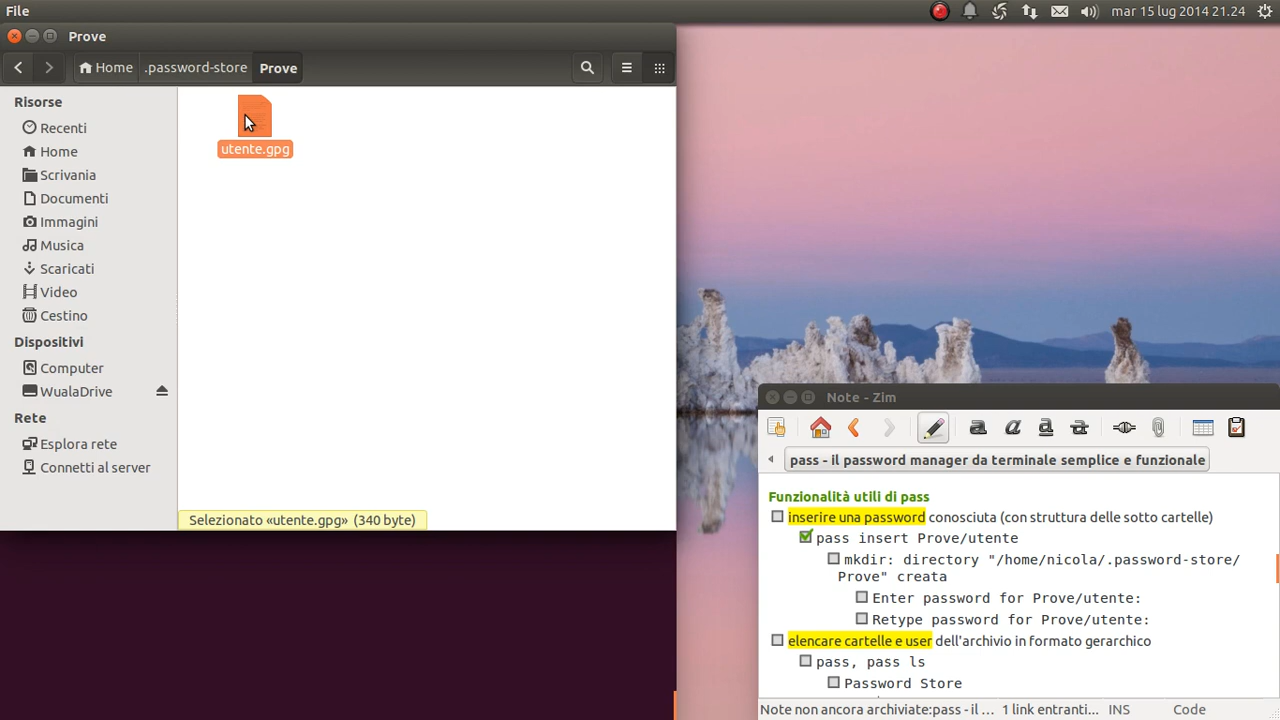 File
mar 15 lug 2014 21.24
Prove
Home
.password-store
Prove
Risorse
Recenti
Home
Scrivania
Documenti
Immagini
Musica
Scaricati
Video
Cestino
Dispositivi
Computer
WualaDrive
Rete
Esplora rete
Connetti al server
utente.gpg
Selezionato «utente.gpg» (340 byte)
Note - Zim
pass - il password manager da terminale semplice e funzionale
Funzionalità utili di pass
inserire una password conosciuta (con struttura delle sotto cartelle)
pass insert Prove/utente
mkdir: directory "/home/nicola/.password-store/
Prove" creata
Enter password for Prove/utente:
Retype password for Prove/utente:
elencare cartelle e user dell'archivio in formato gerarchico
pass, pass ls
Password Store
Note non ancora archiviate:pass - il ... 1 link entranti... INS Code